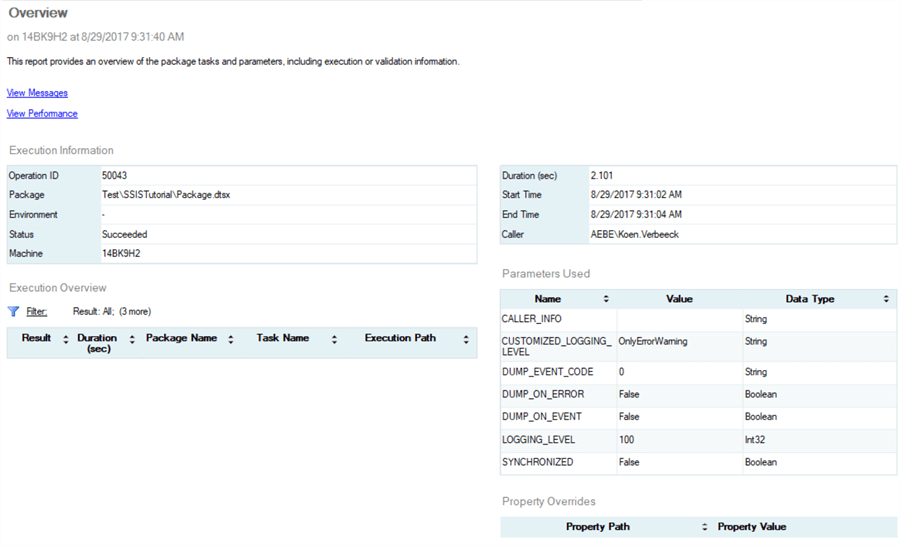 Overview
on 14BK9H2 at 8/29/2017 9:31:40 AM
This report provides an overview of the package tasks and parameters, including execution or validation information.
View Messages
View Performance
Execution Information
Operation ID 50043
Package Test\SSISTutorial\Package.dtsx
Environment -
Status Succeeded
Machine 14BK9H2
Duration (sec) 2.101
Start Time 8/29/2017 9:31:02 AM
End Time 8/29/2017 9:31:04 AM
Caller AEBE\Koen.Verbeeck
Execution Overview
Filter: Result: All; (3 more)
Result Duration Package Name Task Name Execution Path
(sec)
Parameters Used
Name Value Data Type
CALLER_INFO String
CUSTOMIZED_LOGGING_ OnlyErrorWarning String
LEVEL
DUMP_EVENT_CODE 0 String
DUMP_ON_ERROR False Boolean
DUMP_ON_EVENT False Boolean
LOGGING_LEVEL 100 Int32
SYNCHRONIZED False Boolean
Property Overrides
Property Path Property Value